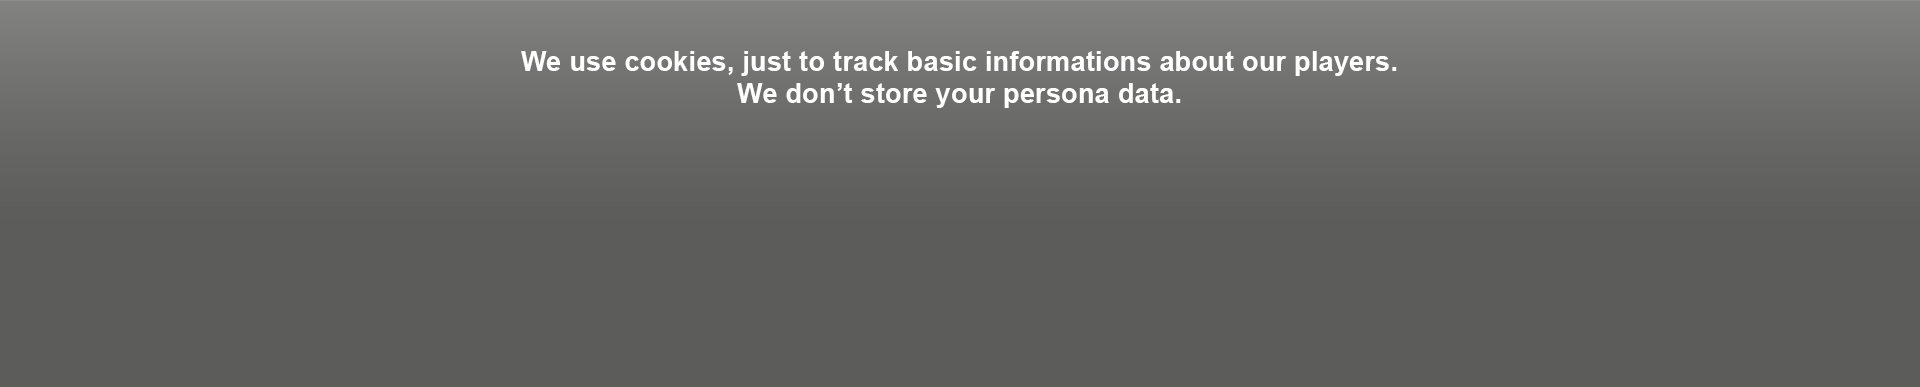 We use cookies, just to track basic informations about our players.
We don’t store your persona data.